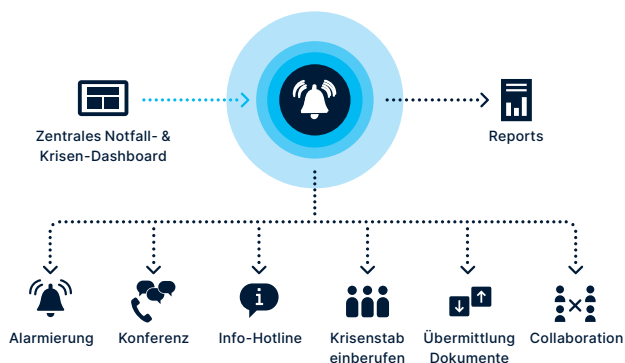 Zentrales Notfall- &
Krisen-Dashboard
Reports
Alarmierung
Konferenz
Info-Hotline
Krisenstab
einberufen
Übermittlung
Dokumente
Collaboration